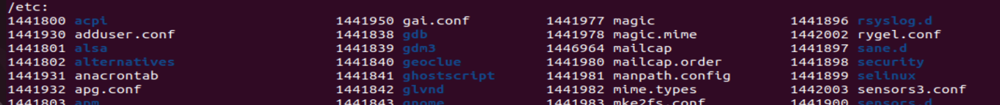 /etc:
1441800 acpi 1441950 gai.conf 1441977 magic 1441896 rsyslog.d
1441930 adduser.conf 1441838 gdb 1441978 magic.mime 1442002 rygel.conf
1441801 alsa 1441839 gdm3 1446964 mailcap 1441897 sane.d
1441802 alternatives 1441840 geoclue 1441980 mailcap.order 1441898 security
1441931 anacrontab 1441841 ghostscript 1441981 manpath.config 1441899 selinux
1441932 apg.conf 1441842 glvnd 1441982 mime.types 1442003 sensors3.conf
1441803 apm 1441843 gnome 1441983 mke2fs.conf 1441900 sensors.d